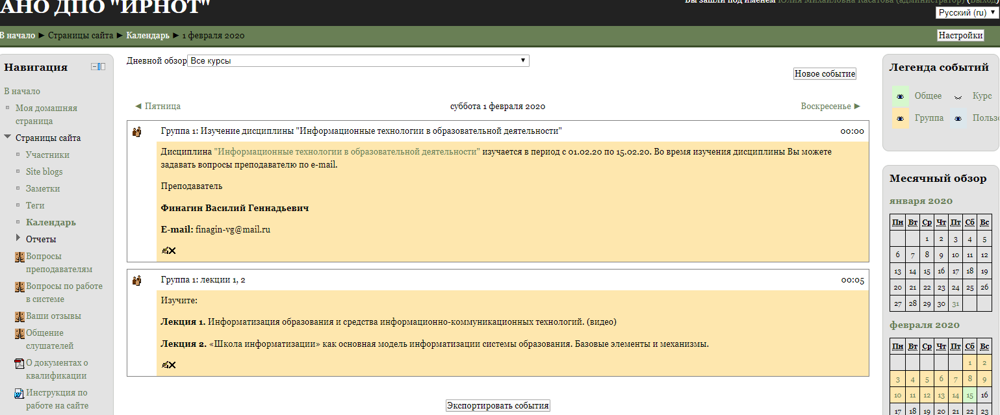 АНО ДПО "ИРНОТ"
Вы зашли под именем Юлия Михайловна Касатова (администратор) (Выход)
Русский (ru)
В начало ► Страницы сайта ► Календарь ► 1 февраля 2020
Настройки
Навигация
В начало
Моя домашняя
страница
Страницы сайта
Участники
Site blogs
Заметки
Теги
Календарь
Отчеты
Вопросы
преподавателям
Вопросы по работе
в системе
Ваши отзывы
Общение
слушателей
О документах о
квалификации
Инструкция по
работе на сайте
Дневной обзор Все курсы
Новое событие
◄ Пятница
суббота 1 февраля 2020
Воскресенье ►
Группа 1: Изучение дисциплины "Информационные технологии в образовательной деятельности" 00:00
Дисциплина "Информационные технологии в образовательной деятельности" изучается в период с 01.02.20 по 15.02.20. Во время изучения дисциплины Вы можете
задавать вопросы преподавателю по e-mail.
Преподаватель
Финагин Василий Геннадьевич
E-mail: finagin-vg@mail.ru
Группа 1: лекции 1, 2 00:05
Изучите:
Лекция 1. Информатизация образования и средства информационно-коммуникационных технологий. (видео)
Лекция 2. «Школа информатизации» как основная модель информатизации системы образования. Базовые элементы и механизмы.
Экспортировать события
Легенда событий
Общее Курс
Группа Польз
Месячный обзор
января 2020
Пн Вт Ср Чт Пт Сб Вс
1 2 3 4 5
6 7 8 9 10 11 12
13 14 15 16 17 18 19
20 21 22 23 24 25 26
27 28 29 30 31
февраля 2020
Пн Вт Ср Чт Пт Сб Вс
1 2
3 4 5 6 7 8 9
10 11 12 13 14 15 16
17 18 19 20 21 22 23